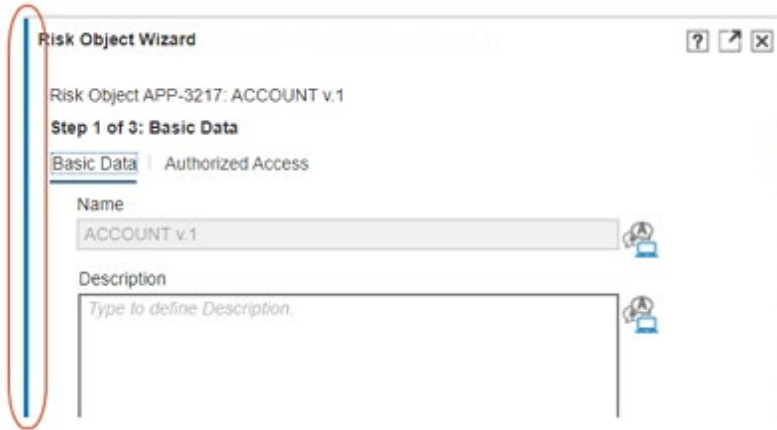 Risk Object Wizard ?
Risk Object APP-3217: ACCOUNT v.1
Step 1 of 3: Basic Data
Basic Data | Authorized Access
Name
ACCOUNT v.1
Description
Type to define Description.